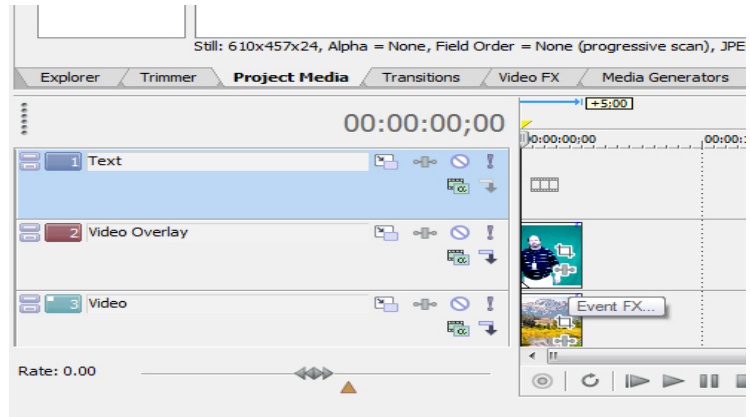 Still: 610x457x24, Alpha = None, Field Order = None (progressive scan), JPE
Explorer Trimmer Project Media Transitions Video FX Media Generators
+5:00
00:00:00;00
0:00:00;00 00:00:1
1 Text
2 Video Overlay
3 Video
Event FX...
Rate: 0.00